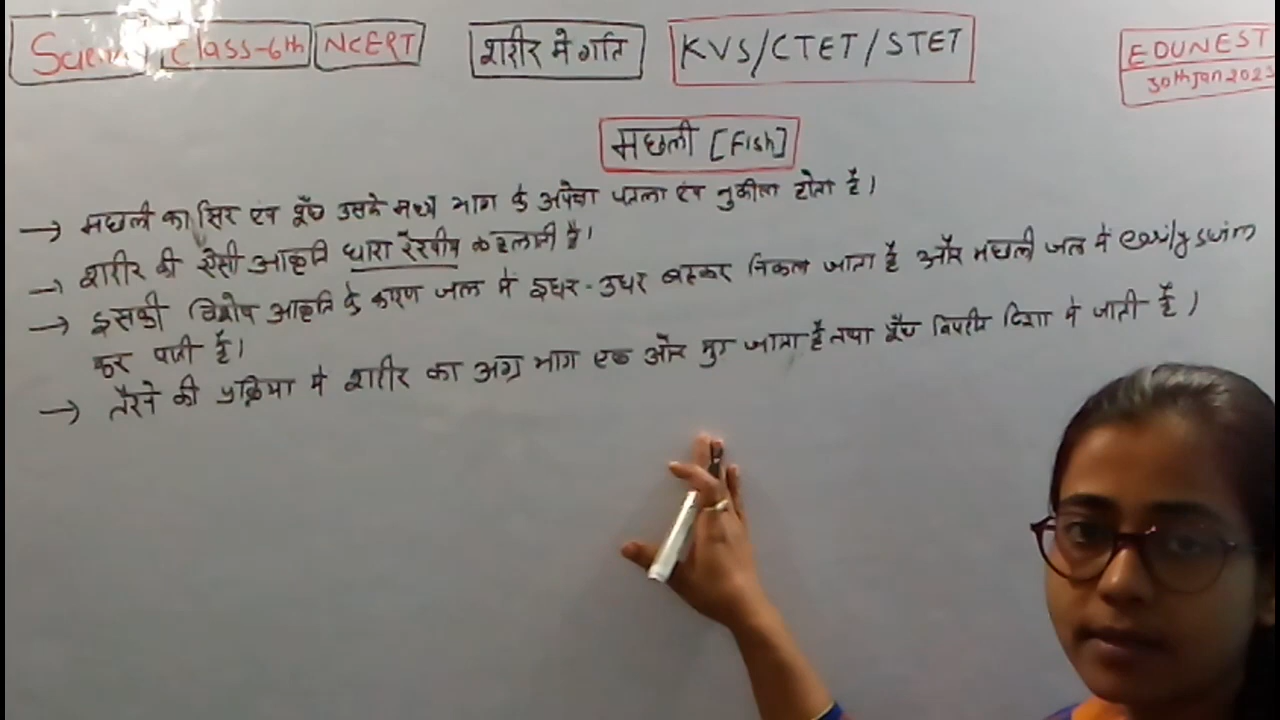 Science Class-6th NCERT शरीर मे गति KVS/CTET/STET EDUNEST
30th Jan 2023
मछली [Fish]
→ मछली का सिर एवं पूँछ उसके मध्य भाग के अपेक्षा पतला एवं नुकीला होता है।
→ शरीर की ऐसी आकृति धारा रेखीय कहलाती है।
→ इसकी विशेष आकृति के कारण जल मे इधर-उधर बहकर निकल जाता है और मछली जल मे easily swim
कर पाती है।
→ तैरने की प्रक्रिया मे शरीर का अग्र भाग एक ओर मुड़ जाता है तथा पूँछ विपरीत दिशा मे जाती है।